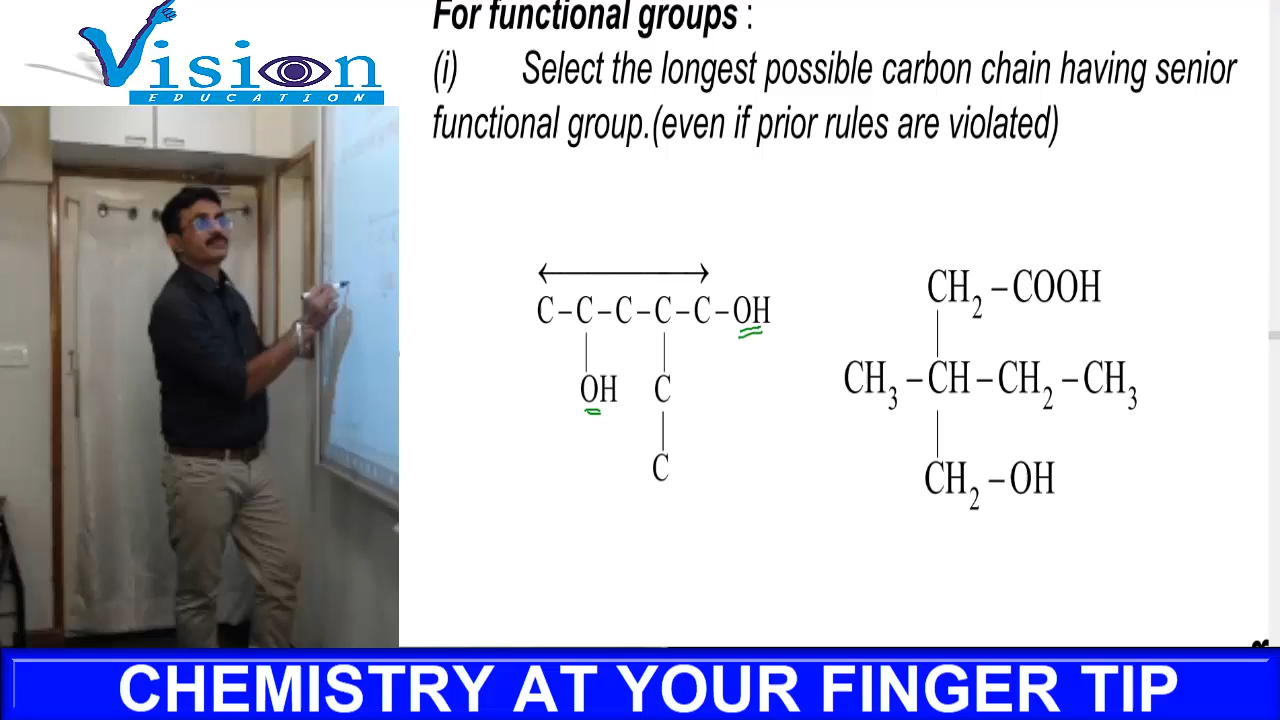 Vision
EDUCATION
For functional groups :
(i) Select the longest possible carbon chain having senior
functional group.(even if prior rules are violated)
C–C–C–C–C–OH
OH C
C
CH2–COOH
CH3–CH–CH2–CH3
CH2–OH
CHEMISTRY AT YOUR FINGER TIP